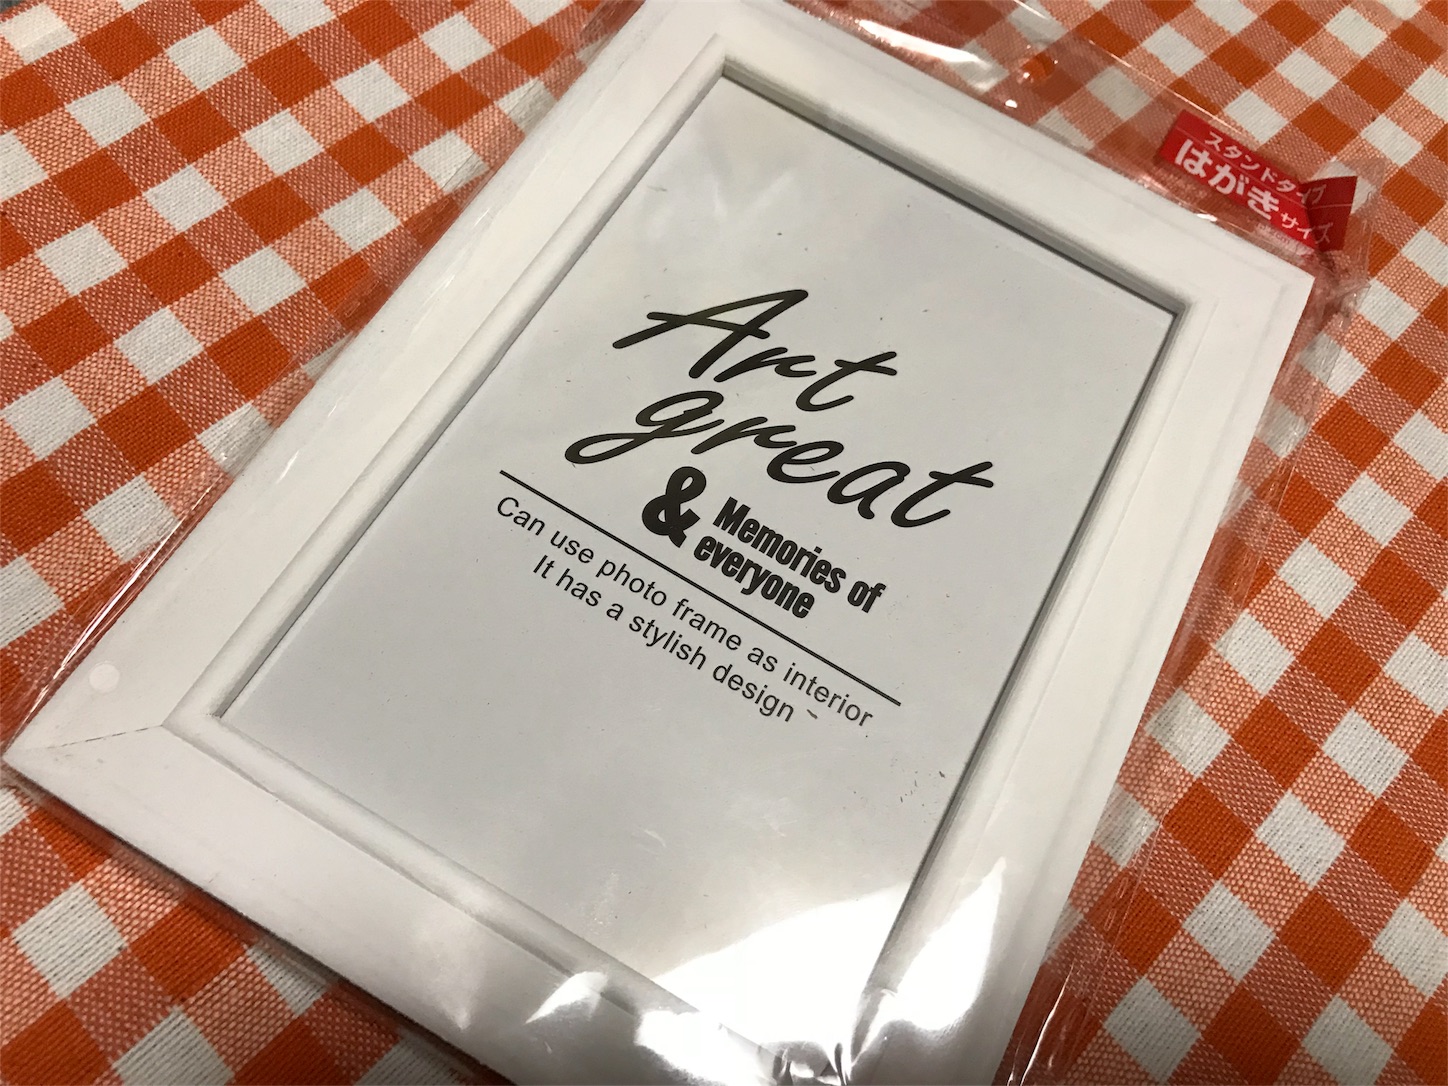 スタンドタイプ
はがきサイズ
Art
great
& Memories of
everyone
Can use photo frame as interior
It has a stylish design ~